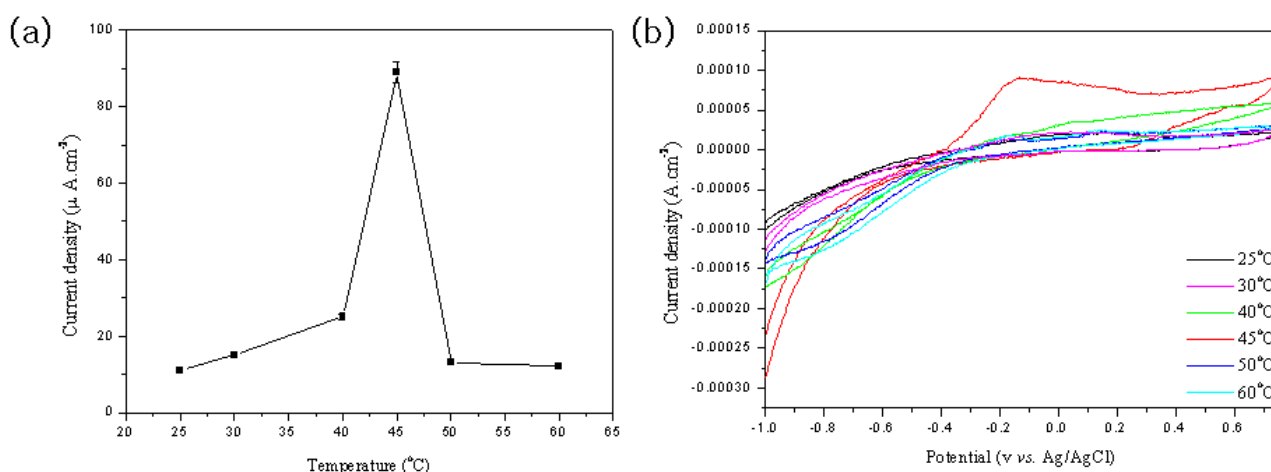 (a)
100
80
60
40
20
0
Current density (μ A.cm⁻²)
20 25 30 35 40 45 50 55 60 65
Temperature (°C)
(b)
0.00015
0.00010
0.00005
0.00000
-0.00005
-0.00010
-0.00015
-0.00020
-0.00025
-0.00030
Current density (A.cm⁻²)
25°C
30°C
40°C
45°C
50°C
60°C
-1.0 -0.8 -0.6 -0.4 -0.2 0.0 0.2 0.4 0.6
Potential (v vs. Ag/AgCl)